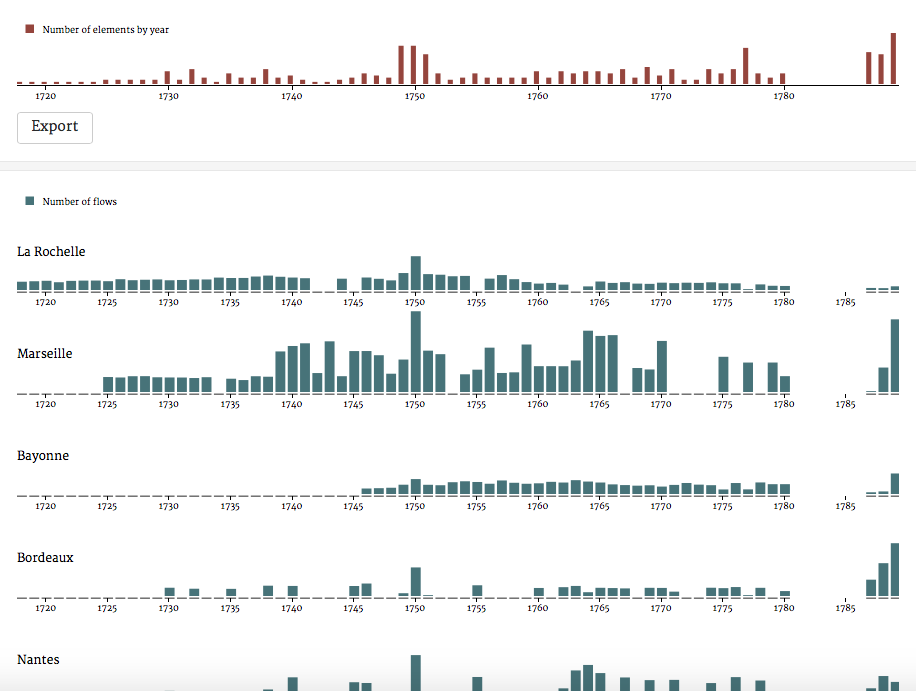 Number of elements by year
1720 1730 1740 1750 1760 1770 1780
Export
Number of flows
La Rochelle
1720 1725 1730 1735 1740 1745 1750 1755 1760 1765 1770 1775 1780 1785
Marseille
1720 1725 1730 1735 1740 1745 1750 1755 1760 1765 1770 1775 1780 1785
Bayonne
1720 1725 1730 1735 1740 1745 1750 1755 1760 1765 1770 1775 1780 1785
Bordeaux
1720 1725 1730 1735 1740 1745 1750 1755 1760 1765 1770 1775 1780 1785
Nantes